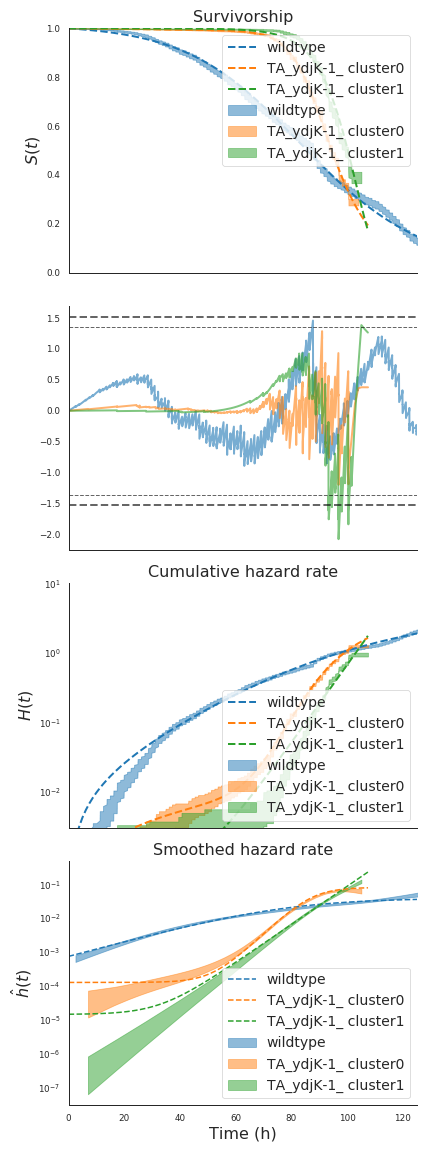 Survivorship
1.0
0.8
0.6
0.4
0.2
0.0
S(t)
wildtype
TA_ydjK-1_ cluster0
TA_ydjK-1_ cluster1
wildtype
TA_ydjK-1_ cluster0
TA_ydjK-1_ cluster1
1.5
1.0
0.5
0.0
−0.5
−1.0
−1.5
−2.0
Cumulative hazard rate
10^1
10^0
10^−1
10^−2
H(t)
wildtype
TA_ydjK-1_ cluster0
TA_ydjK-1_ cluster1
wildtype
TA_ydjK-1_ cluster0
TA_ydjK-1_ cluster1
Smoothed hazard rate
10^−1
10^−2
10^−3
10^−4
10^−5
10^−6
10^−7
ĥ(t)
wildtype
TA_ydjK-1_ cluster0
TA_ydjK-1_ cluster1
wildtype
TA_ydjK-1_ cluster0
TA_ydjK-1_ cluster1
0 20 40 60 80 100 120
Time (h)